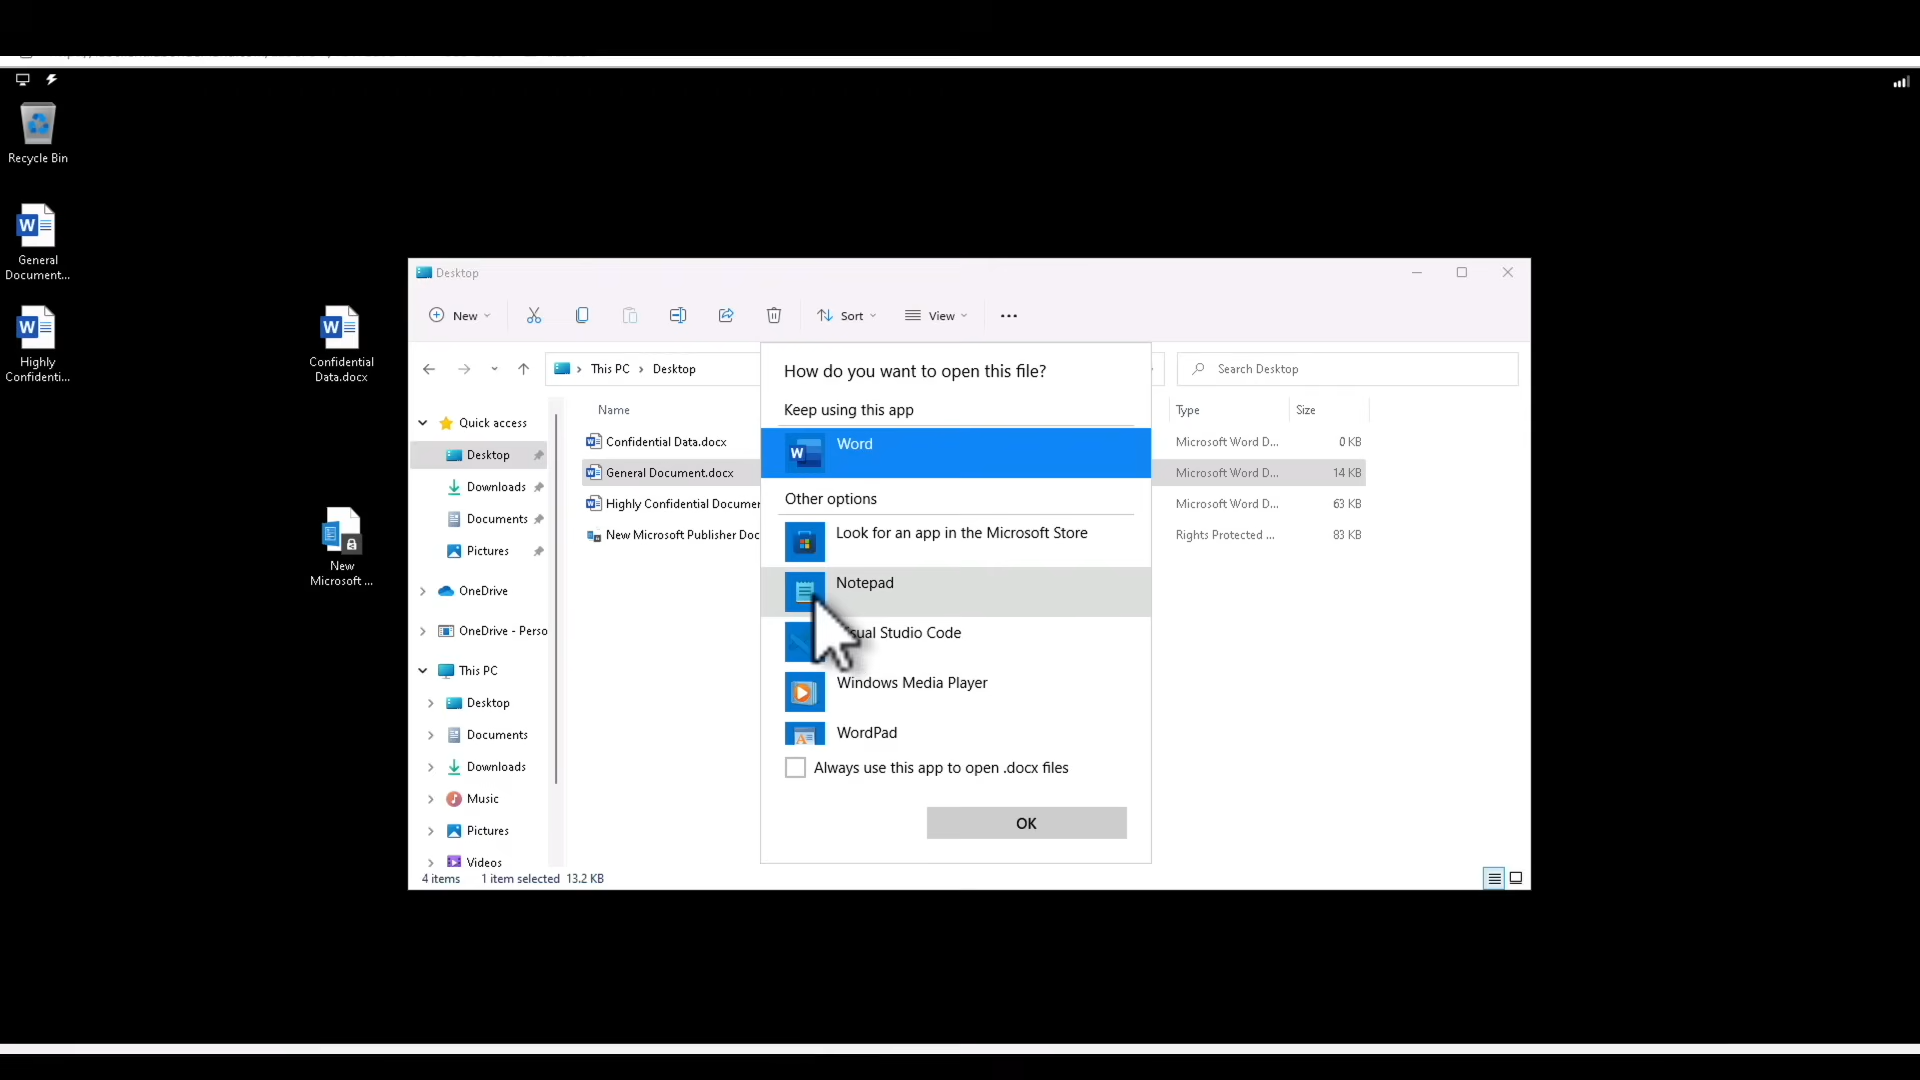 Recycle Bin
General
Document...
Highly
Confidenti...
Confidential
Data.docx
New
Microsoft ...
Desktop
New
Sort
View
This PC
Desktop
Search Desktop
Quick access
Desktop
Downloads
Documents
Pictures
OneDrive
OneDrive - Perso
This PC
Desktop
Documents
Downloads
Music
Pictures
Videos
Name
Type
Size
Confidential Data.docx
Microsoft Word D...
0 KB
General Document.docx
Microsoft Word D...
14 KB
Highly Confidential Documer
Microsoft Word D...
63 KB
New Microsoft Publisher Doc
Rights Protected ...
83 KB
How do you want to open this file?
Keep using this app
Word
Other options
Look for an app in the Microsoft Store
Notepad
sual Studio Code
Windows Media Player
WordPad
Always use this app to open .docx files
OK
4 items
1 item selected 13.2 KB